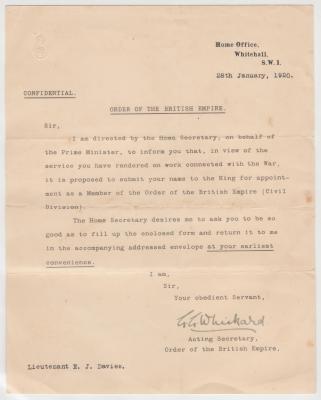 Home Office,
Whitehall,
S.W.1.
28th January, 1920.
CONFIDENTIAL.
ORDER OF THE BRITISH EMPIRE.
Sir,
I am directed by the Home Secretary, on behalf of
the Prime Minister, to inform you that, in view of the
service you have rendered on work connected with the War,
it is proposed to submit your name to the King for appoint-
ment as a Member of the Order of the British Empire (Civil
Division).
The Home Secretary desires me to ask you to be so
good as to fill up the enclosed form and return it to
me in the accompanying addressed envelope at your earliest
convenience.
I am,
Sir,
Your obedient Servant,
Acting Secretary,
Order of the British Empire.
Lieutenant E. J. Davies.